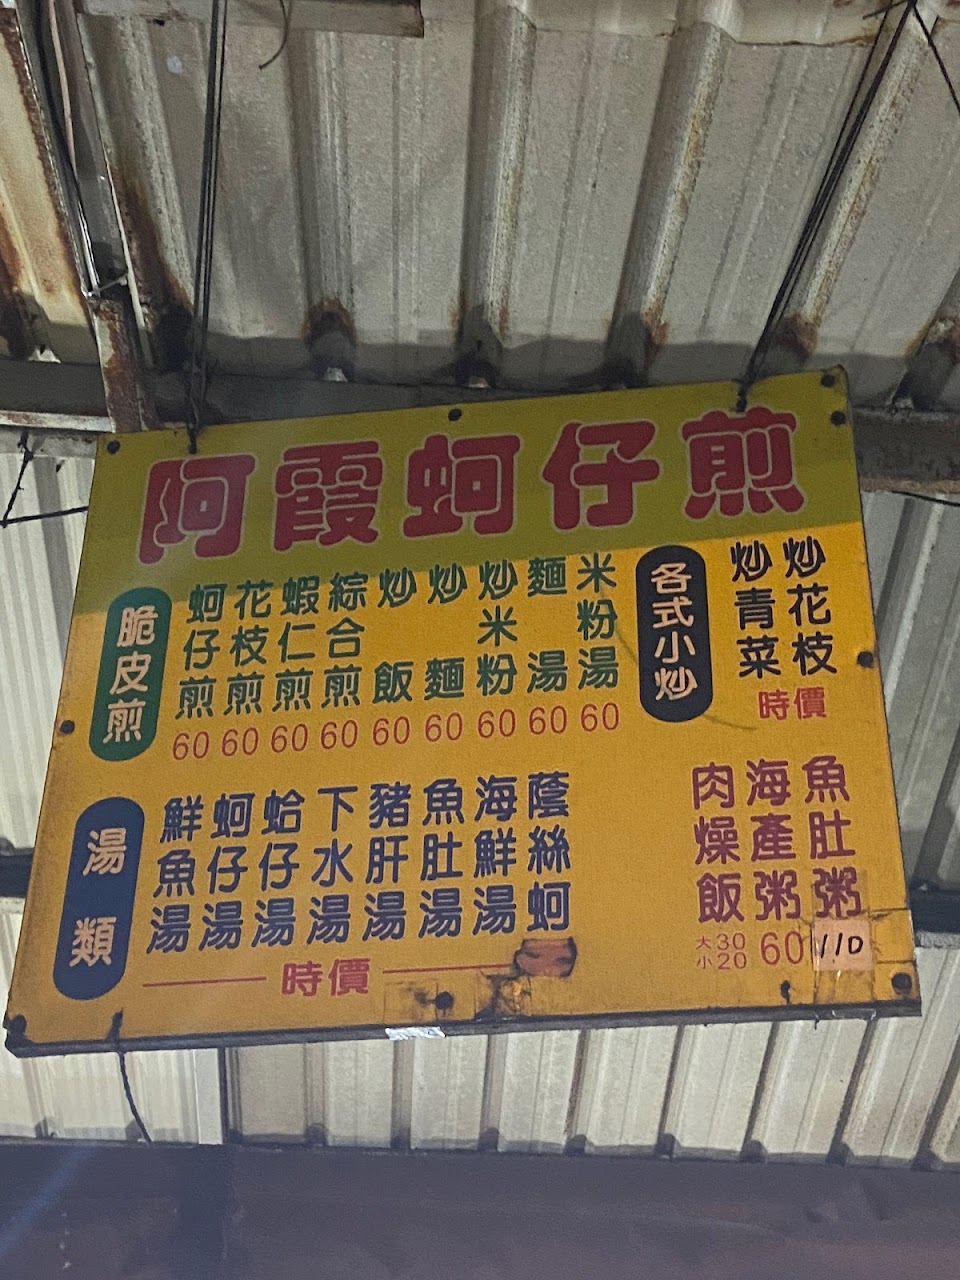 阿霞蚵仔煎
脆皮煎
蚵仔煎 60
花枝煎 60
蝦仁煎 60
綜合煎 60
炒飯 60
炒麵 60
炒米粉 60
麵湯 60
米粉湯 60
各式小炒
炒青菜
炒花枝
時價
湯類
鮮魚湯
蚵仔湯
蛤仔湯
下水湯
豬肝湯
魚肚湯
海鮮湯
蔭絲蚵
時價
肉燥飯 大30 小20
海產粥 60
魚肚粥 110